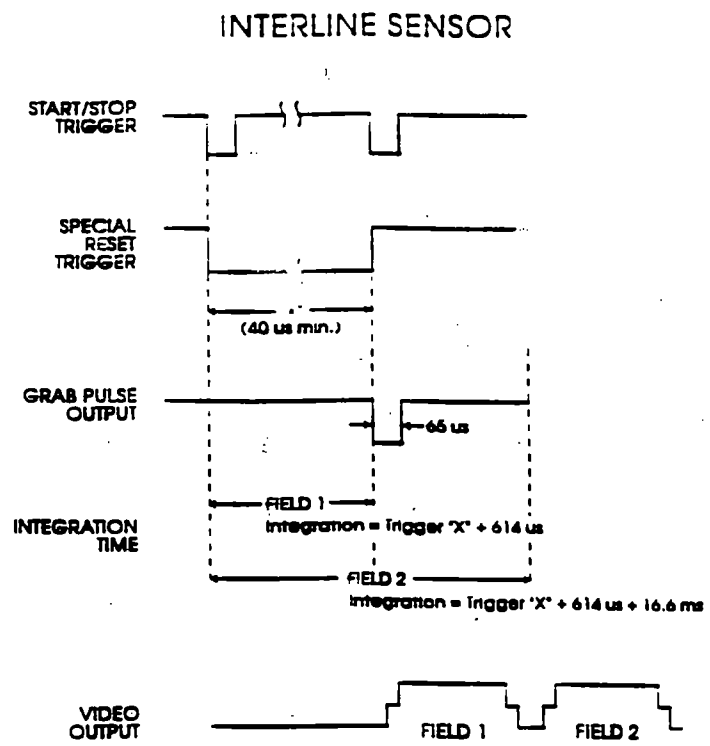 INTERLINE SENSOR
START/STOP
TRIGGER
SPECIAL
RESET
TRIGGER
(40 us min.)
GRAB PULSE
OUTPUT
65 us
FIELD 1
INTEGRATION
TIME
Integration = Trigger "X" + 614 us
FIELD 2
Integration = Trigger "X" + 614 us + 16.6 ms
VIDEO
OUTPUT
FIELD 1
FIELD 2